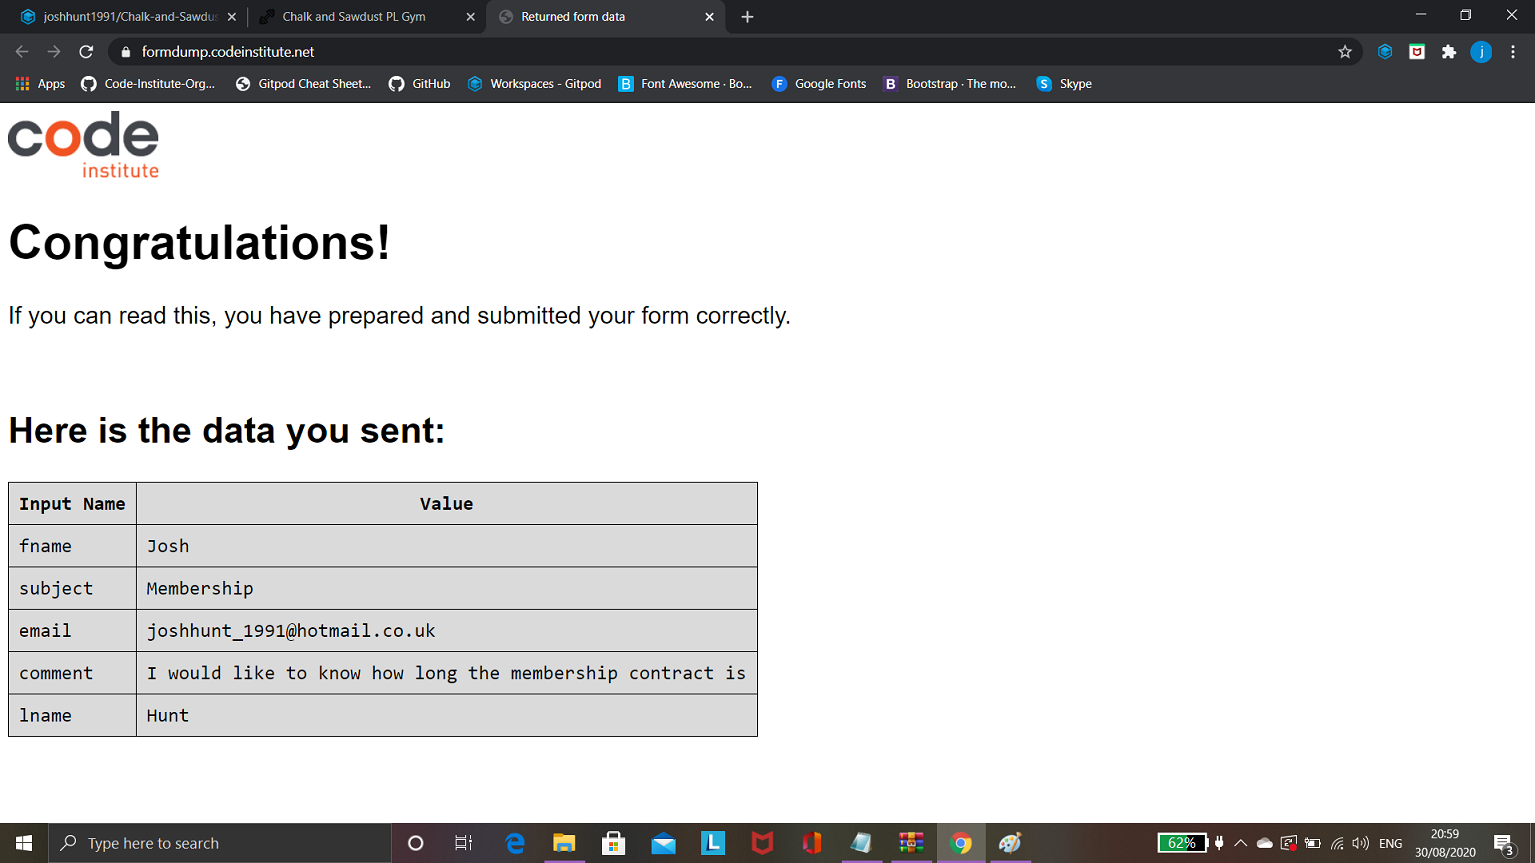 joshhunt1991/Chalk-and-Sawdus
Chalk and Sawdust PL Gym
Returned form data
formdump.codeinstitute.net
j
Apps
Code-Institute-Org...
Gitpod Cheat Sheet...
GitHub
Workspaces - Gitpod
B Font Awesome · Bo...
F Google Fonts
B Bootstrap · The mo...
S Skype
code
institute
Congratulations!
If you can read this, you have prepared and submitted your form correctly.
Here is the data you sent:
Input Name Value
fname Josh
subject Membership
email joshhunt_1991@hotmail.co.uk
comment I would like to know how long the membership contract is
lname Hunt
Type here to search
L
62%
ENG
20:59
30/08/2020
3